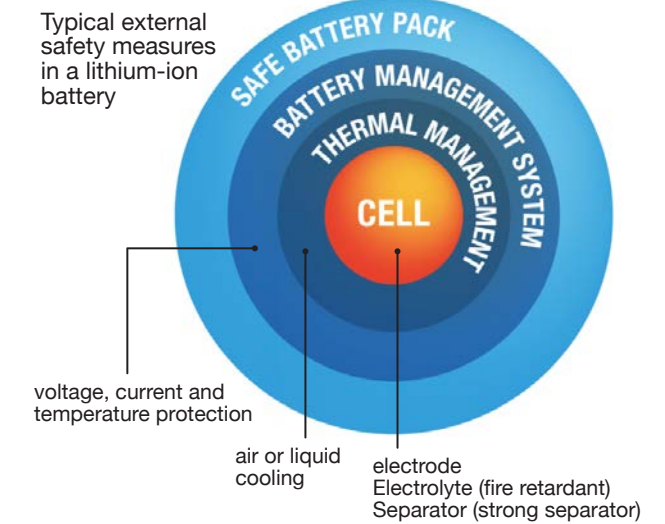 Typical external
safety measures
in a lithium-ion
battery
SAFE BATTERY PACK
BATTERY MANAGEMENT SYSTEM
THERMAL MANAGEMENT
CELL
voltage, current and
temperature protection
air or liquid
cooling
electrode
Electrolyte (fire retardant)
Separator (strong separator)